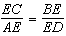 EC/AE = BE/ED